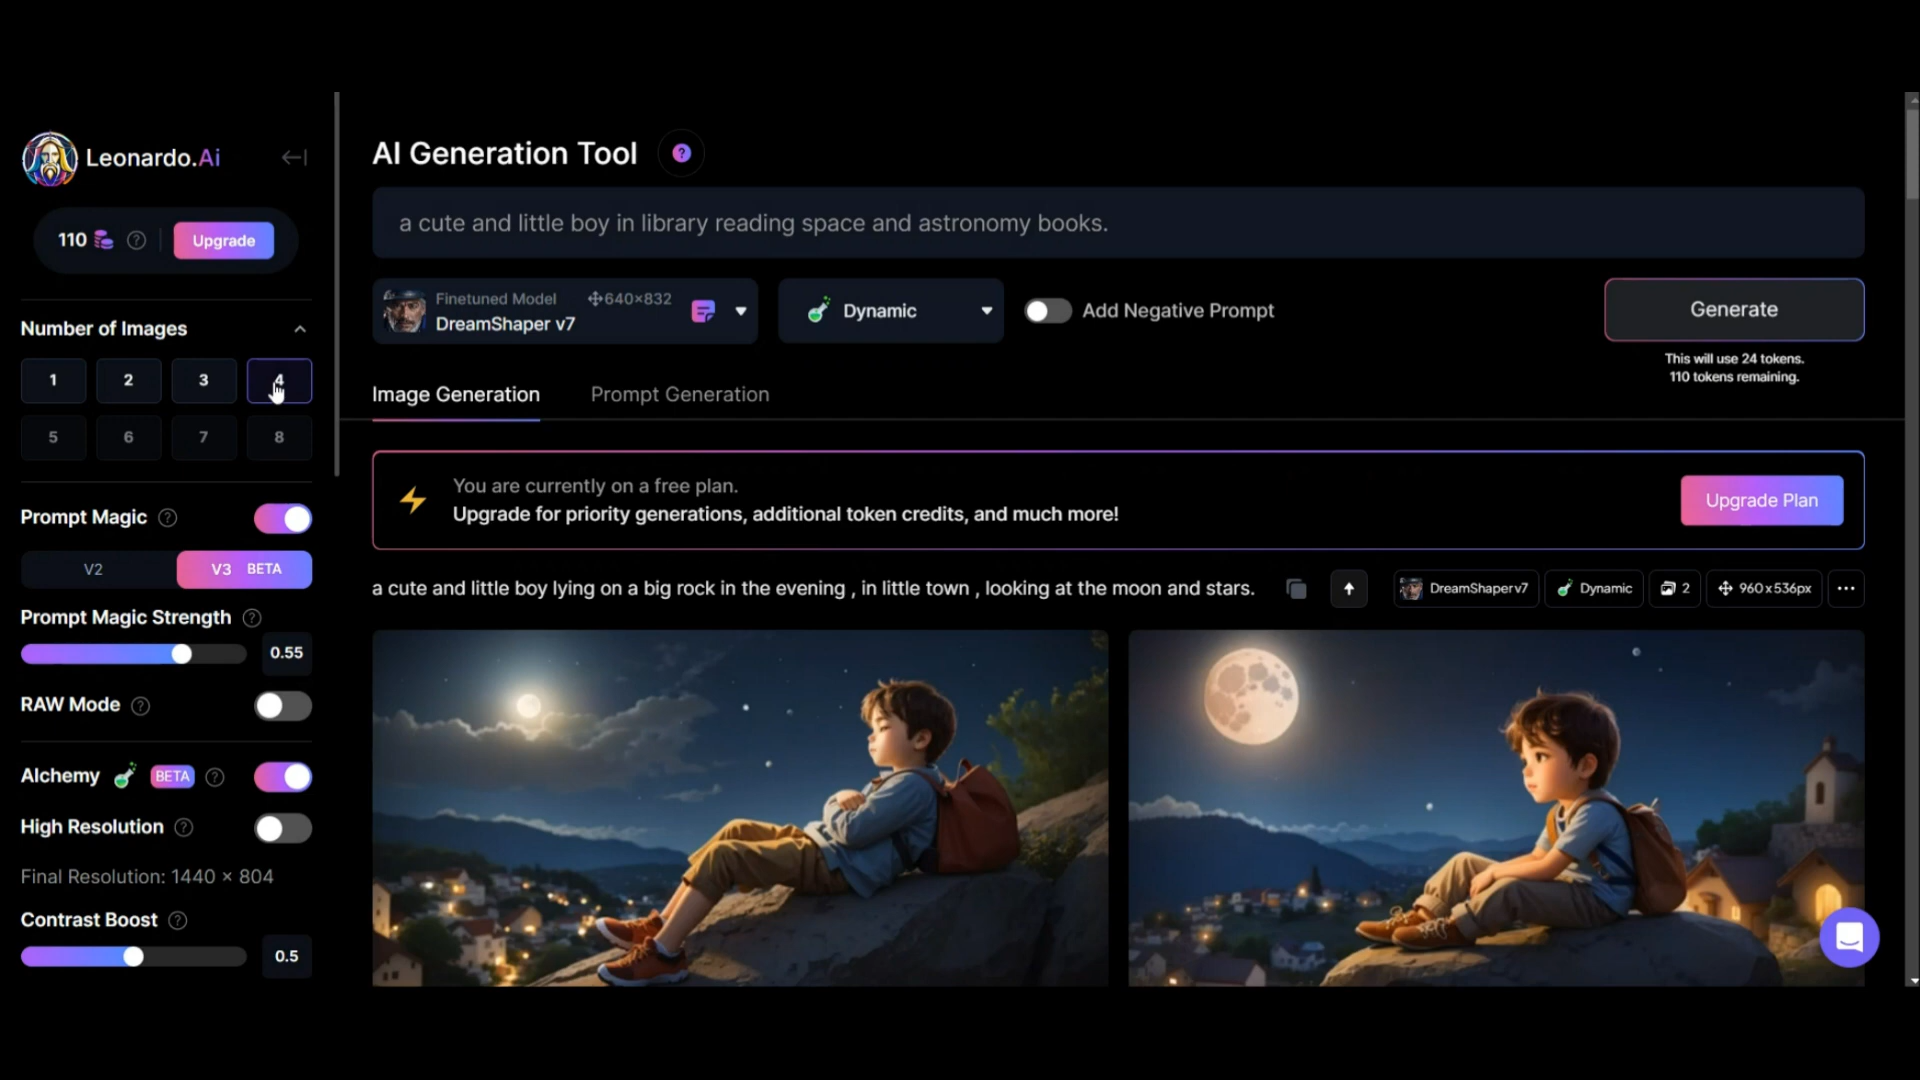 Leonardo.Ai
110
Upgrade
Number of Images
1
2
3
4
5
6
7
8
Prompt Magic
V2
V3 BETA
Prompt Magic Strength
0.55
RAW Mode
Alchemy BETA
High Resolution
Final Resolution: 1440 × 804
Contrast Boost
0.5
AI Generation Tool
a cute and little boy in library reading space and astronomy books.
Finetuned Model
640×832
DreamShaper v7
Dynamic
Add Negative Prompt
Generate
This will use 24 tokens.
110 tokens remaining.
Image Generation
Prompt Generation
You are currently on a free plan.
Upgrade for priority generations, additional token credits, and much more!
Upgrade Plan
a cute and little boy lying on a big rock in the evening , in little town , looking at the moon and stars.
DreamShaper v7
Dynamic
2
960 x 536px